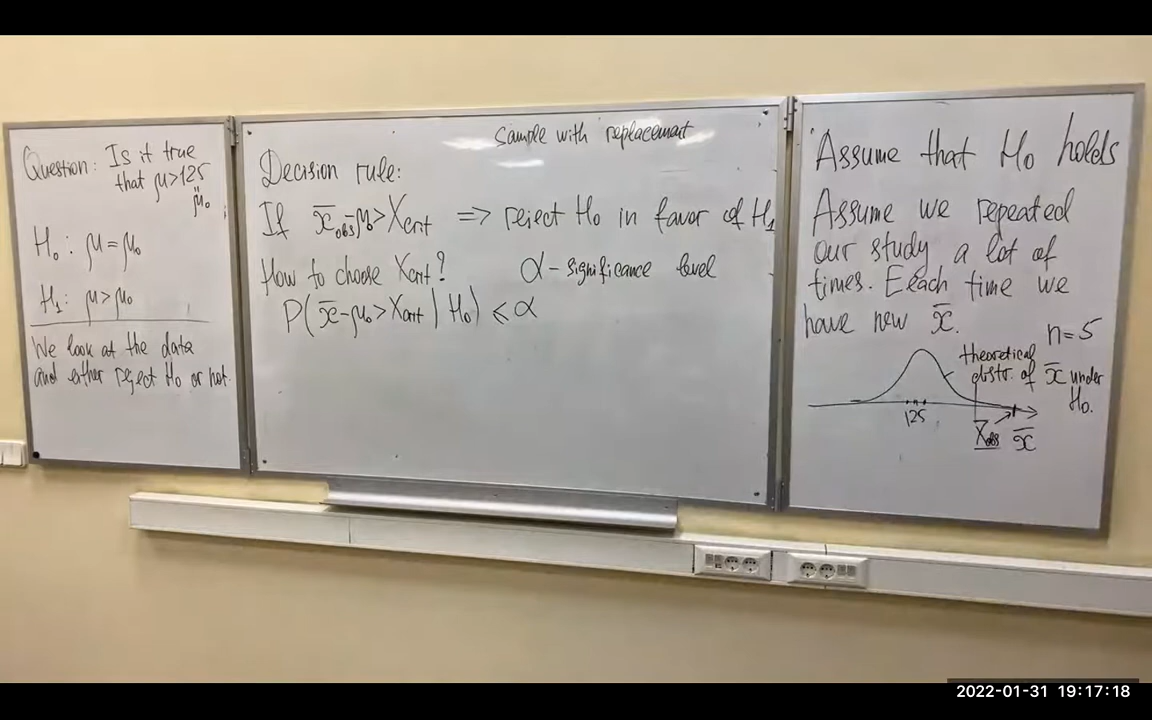 Question: Is it true
that μ>125
"
μ₀
H₀: μ=μ₀
H₁: μ>μ₀
We look at the data
and either reject H₀ or not.
Sample with replacement
Decision rule:
If x̄obs-μ₀>Xcrit => reject H₀ in favor of H₁
How to choose Xcrit? α-significance level
P(x̄-μ₀>Xcrit | H₀) ≤ α
Assume that H₀ holds
Assume we repeated
our study a lot of
times. Eeach time we
have new x̄.
n=5
theoretical
distr. of x̄ under
H₀.
125
x̄obs x̄
2022-01-31 19:17:18